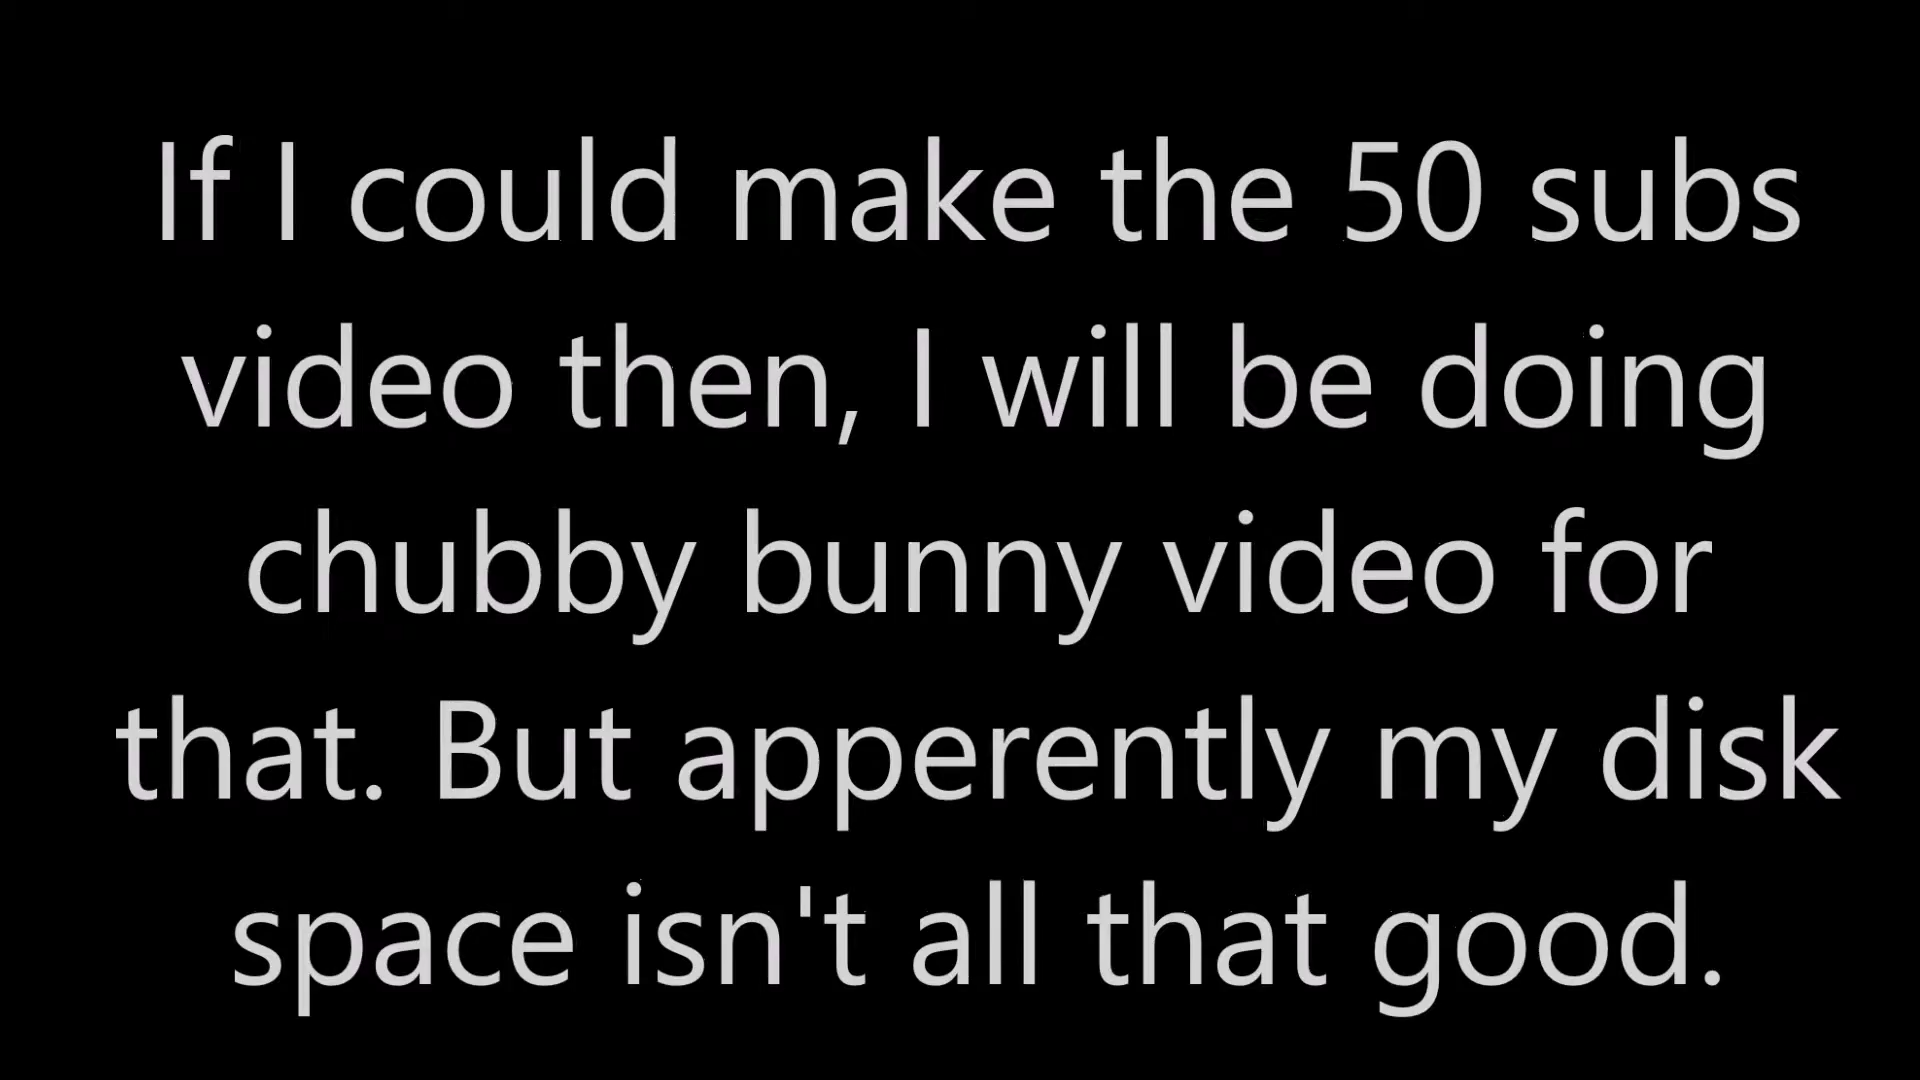 If I could make the 50 subs
video then, I will be doing
chubby bunny video for
that. But apperently my disk
space isn't all that good.